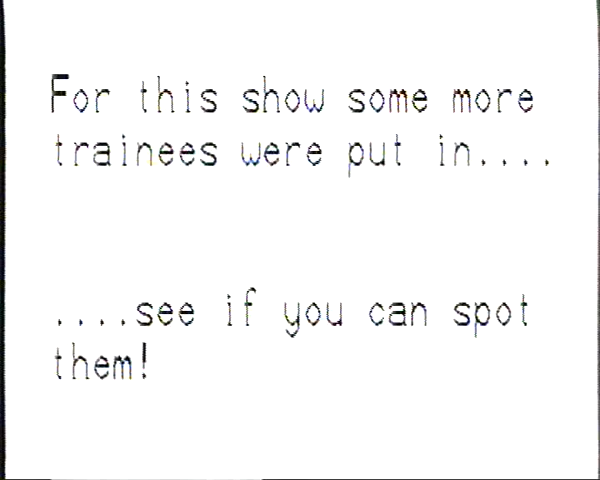 For this show some more
trainees were put in....
....see if you can spot
them!